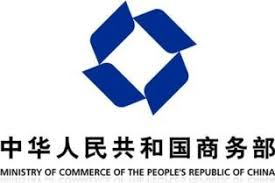 中华人民共和国商务部
MINISTRY OF COMMERCE OF THE PEOPLE'S REPUBLIC OF CHINA